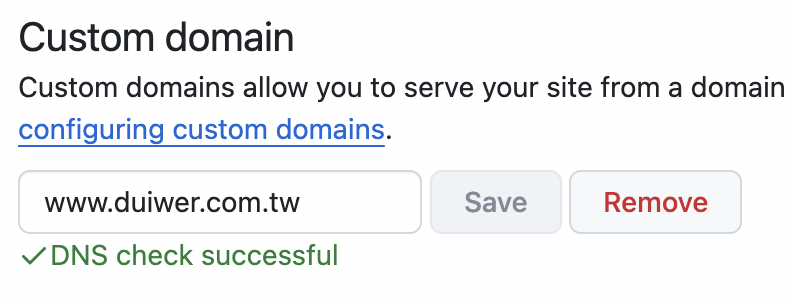 Custom domain
Custom domains allow you to serve your site from a domain
configuring custom domains.
www.duiwer.com.tw Save Remove
✓DNS check successful